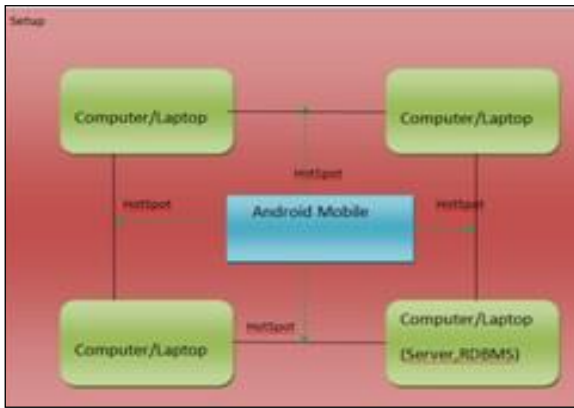 Setup
Computer/Laptop
Computer/Laptop
HotSpot
HotSpot
Android Mobile
HotSpot
HotSpot
Computer/Laptop
Computer/Laptop
(Server,RDBMS)